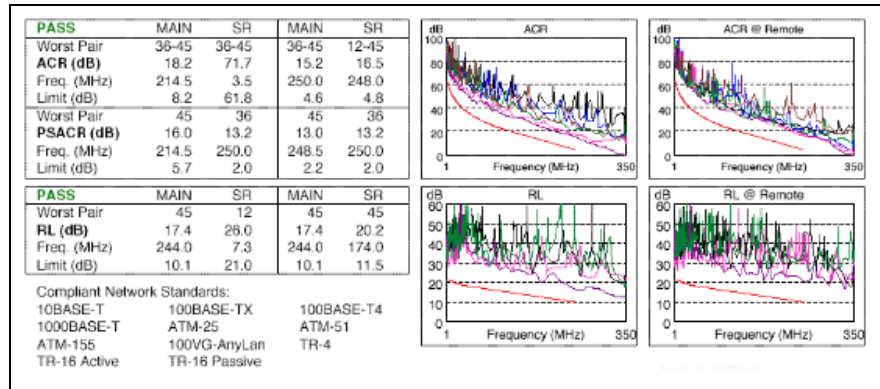 PASS MAIN SR MAIN SR
Worst Pair 36-45 36-45 36-45 12-45
ACR (dB) 18.2 71.7 15.2 16.5
Freq. (MHz) 214.5 3.5 250.0 248.0
Limit (dB) 8.2 61.8 4.6 4.8
Worst Pair 45 36 45 36
PSACR (dB) 16.0 13.2 13.0 13.2
Freq. (MHz) 214.5 250.0 248.5 250.0
Limit (dB) 5.7 2.0 2.2 2.0
PASS MAIN SR MAIN SR
Worst Pair 45 12 45 45
RL (dB) 17.4 26.0 17.4 20.2
Freq. (MHz) 244.0 7.3 244.0 174.0
Limit (dB) 10.1 21.0 10.1 11.5
Compliant Network Standards:
10BASE-T 100BASE-TX 100BASE-T4
1000BASE-T ATM-25 ATM-51
ATM-155 100VG-AnyLan TR-4
TR-16 Active TR-16 Passive
dB ACR
100
80
60
40
20
0
1 Frequency (MHz) 350
dB ACR @ Remote
100
80
60
40
20
0
1 Frequency (MHz) 350
dB RL
60
50
40
30
20
10
0
1 Frequency (MHz) 350
dB RL @ Remote
60
50
40
30
20
10
0
1 Frequency (MHz) 350